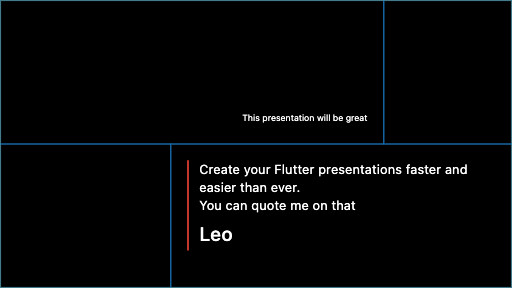 This presentation will be great
Create your Flutter presentations faster and
easier than ever.
You can quote me on that
Leo